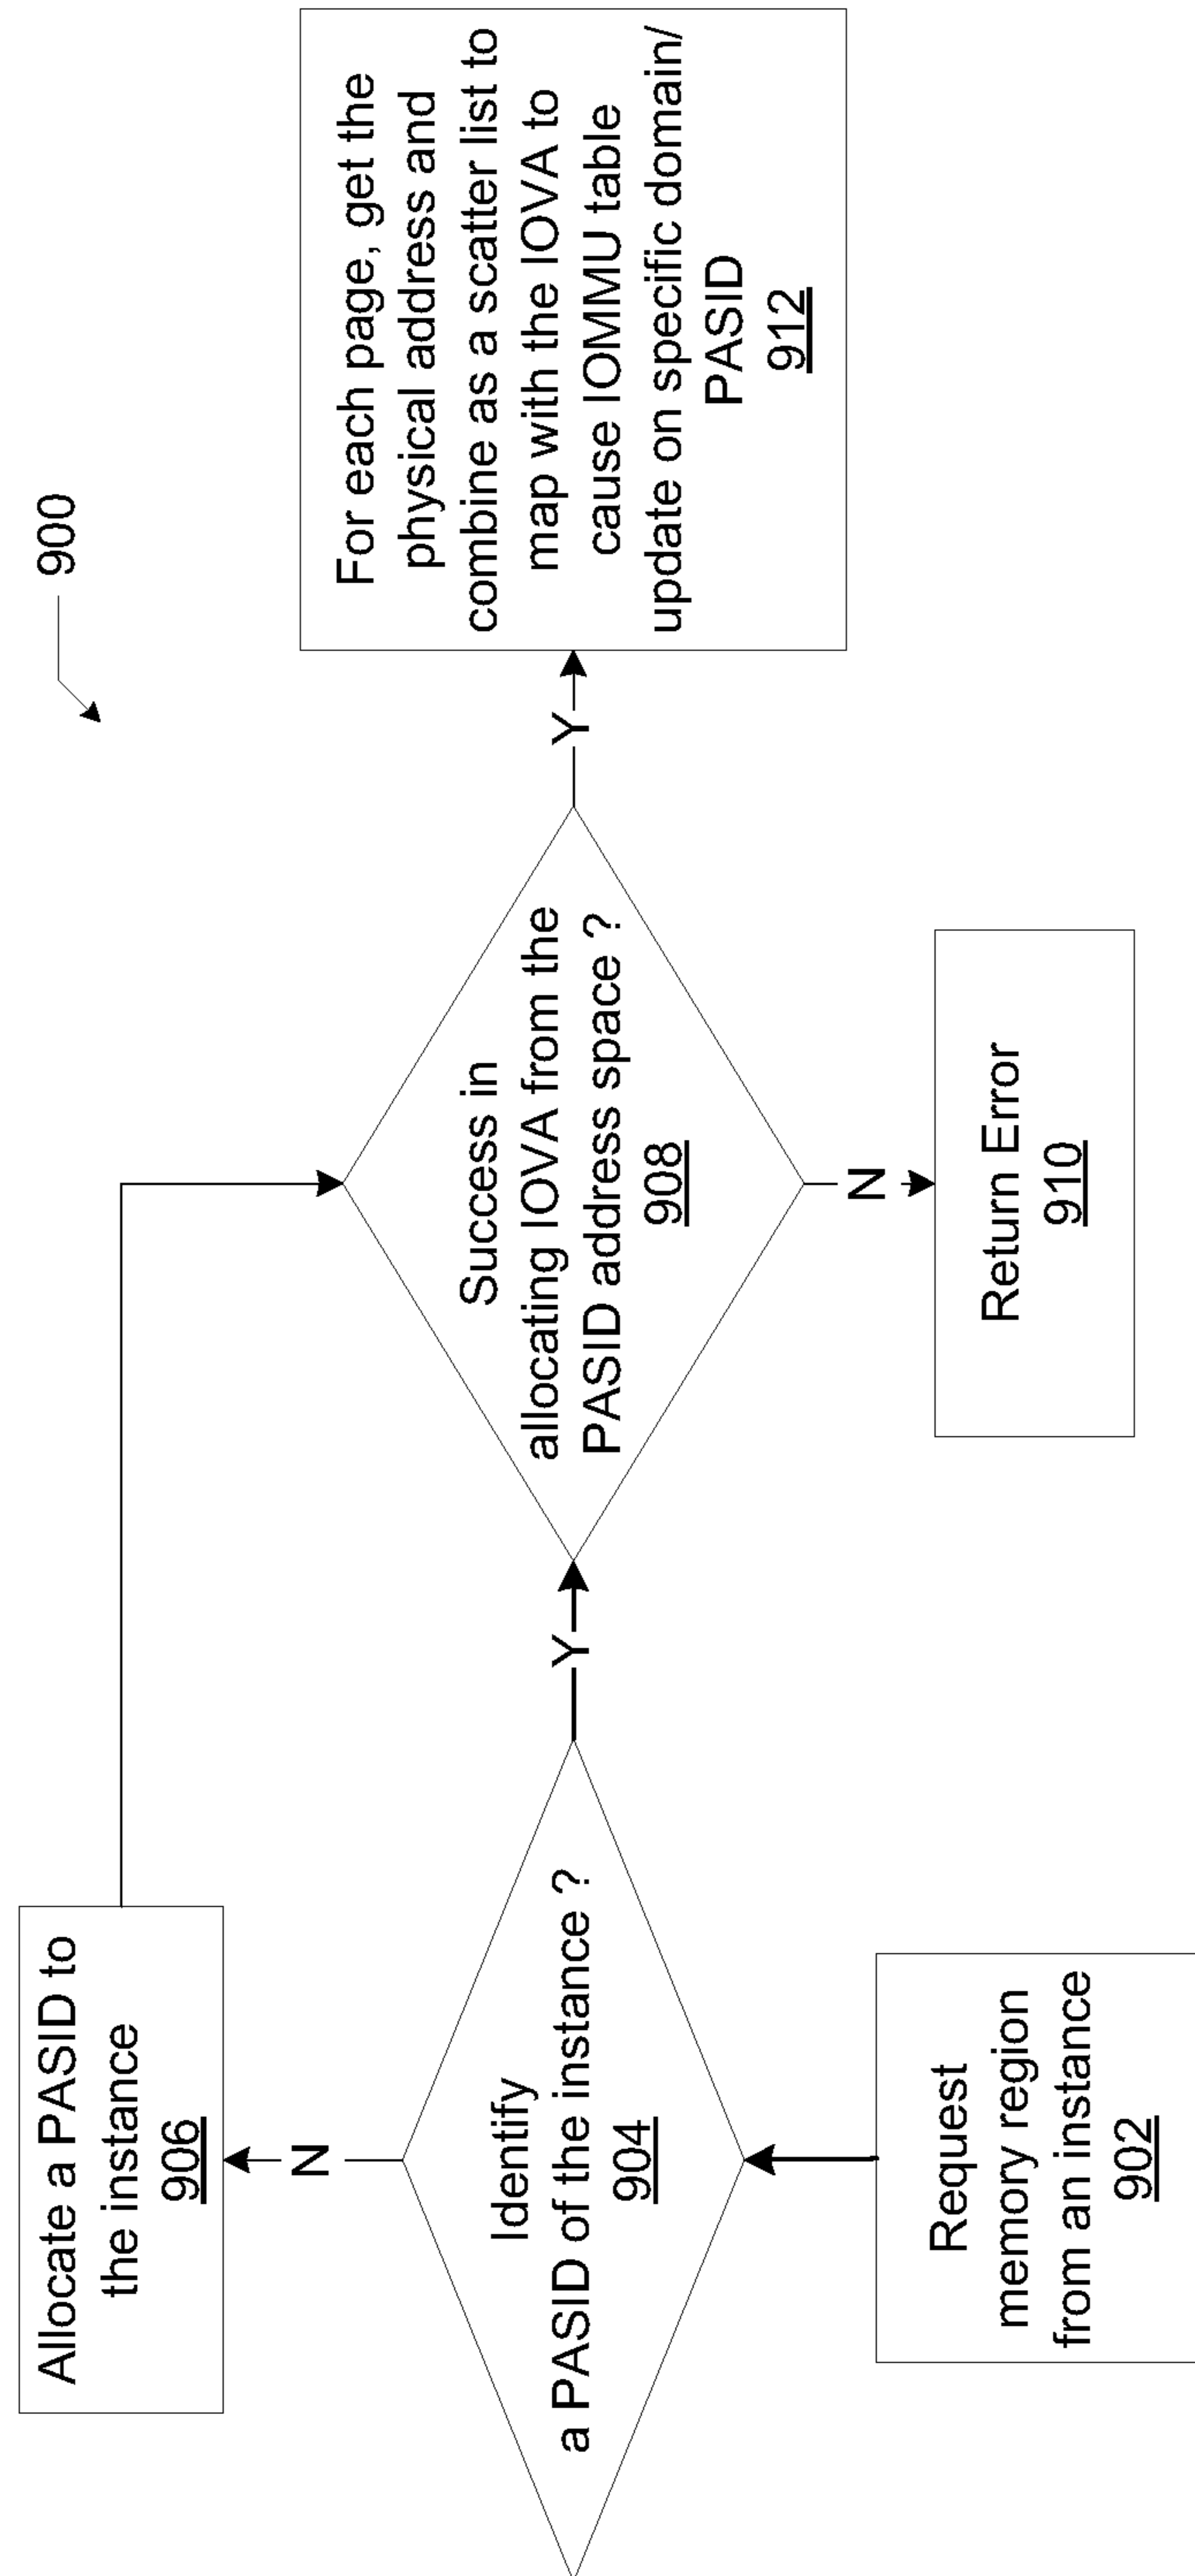 900
Allocate a PASID to
the instance
906
N
Identify
a PASID of the instance ?
904
Request
memory region
from an instance
902
Y
Success in
allocating IOVA from the
PASID address space ?
908
N
Return Error
910
Y
For each page, get the
physical address and
combine as a scatter list to
map with the IOVA to
cause IOMMU table
update on specific domain/
PASID
912